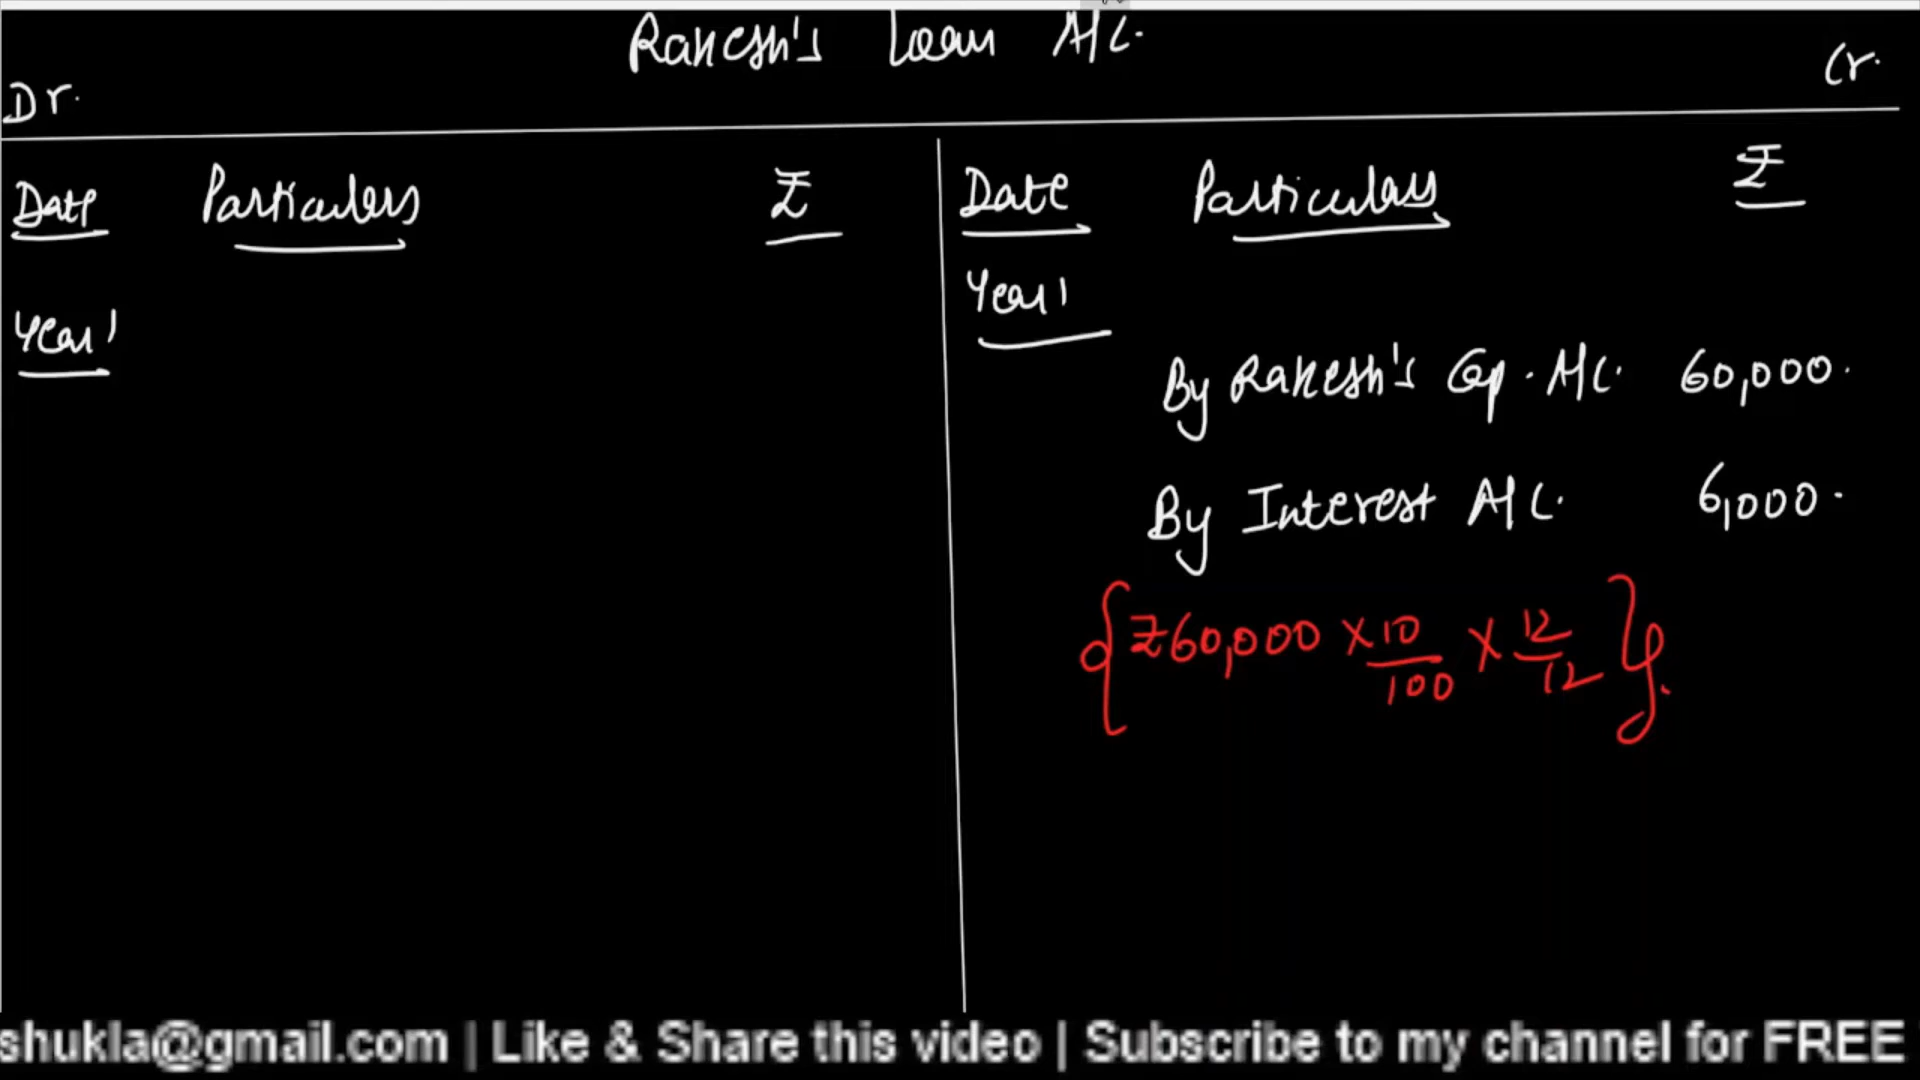 Rakesh's Loan A/c.
Dr.
Cr.
Date Particulars ₹
Date Particulars ₹
Year 1
Year 1
By Rakesh's Cap. A/c. 60,000.
By Interest A/c. 6,000.
{₹60,000 × 10/100 × 12/12}.
shukla@gmail.com | Like & Share this video | Subscribe to my channel for FREE